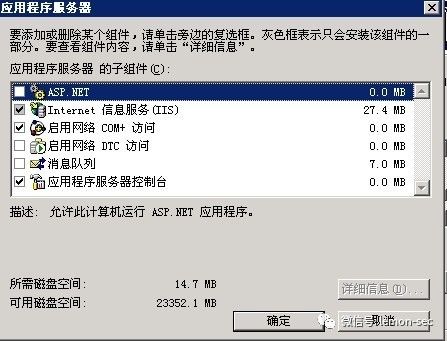 应用程序服务器
要添加或删除某个组件,请单击旁边的复选框。灰色框表示只会安装该组件的一
部分。要查看组件内容,请单击“详细信息”。
应用程序服务器 的子组件(C):
ASP.NET 0.0 MB
Internet 信息服务(IIS) 27.4 MB
启用网络 COM+ 访问 0.0 MB
启用网络 DTC 访问 0.0 MB
消息队列 7.0 MB
应用程序服务器控制台 0.0 MB
描述: 允许此计算机运行 ASP.NET 应用程序。
所需磁盘空间: 14.7 MB
可用磁盘空间: 23352.1 MB
详细信息(D)...
确定
取消